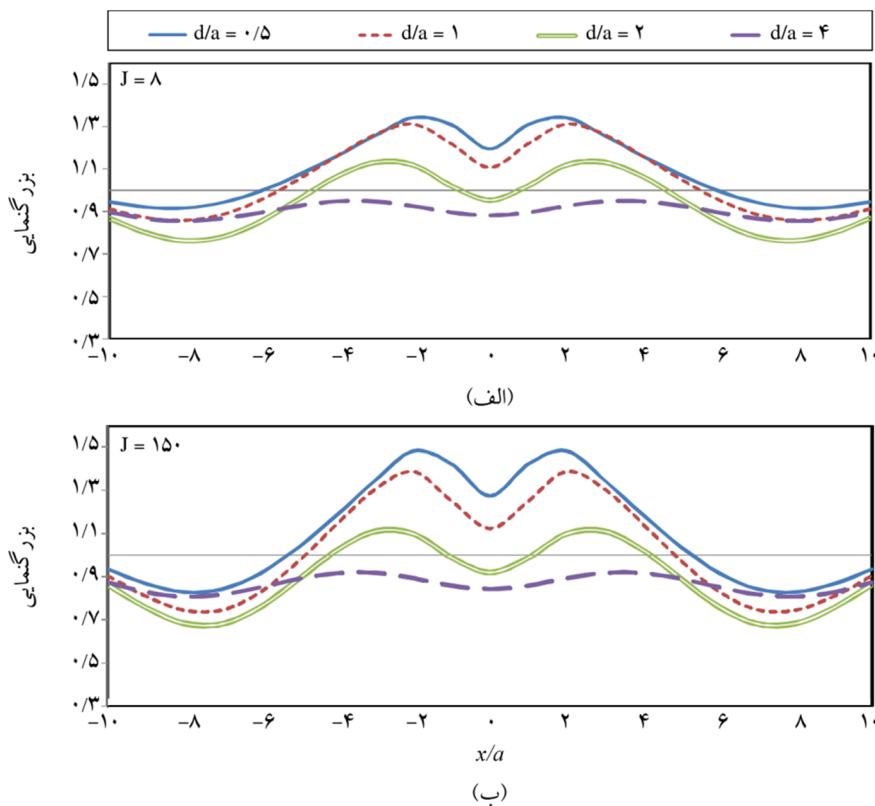 d/a = ۰/۵ d/a = ۱ d/a = ۲ d/a = ۴
J = ۸
۱/۵
۱/۳
۱/۱
۰/۹
۰/۷
۰/۵
۰/۳
بزرگنمایی
-۱۰ -۸ -۶ -۴ -۲ ۰ ۲ ۴ ۶ ۸ ۱۰
(الف)
J = ۱۵۰
۱/۵
۱/۳
۱/۱
۰/۹
۰/۷
۰/۵
۰/۳
بزرگنمایی
-۱۰ -۸ -۶ -۴ -۲ ۰ ۲ ۴ ۶ ۸ ۱۰
x/a
(ب)